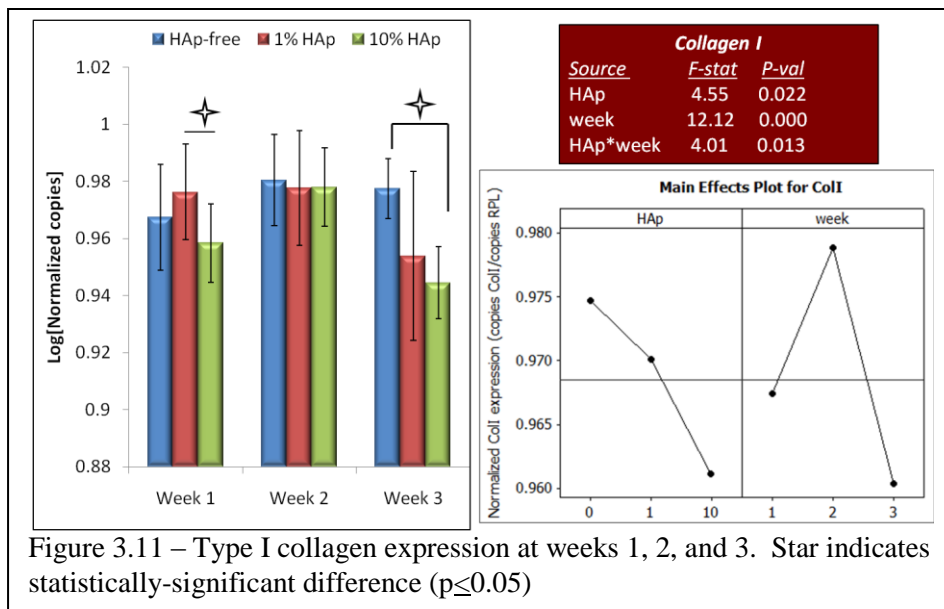 HAp-free 1% HAp 10% HAp
1.02
1
0.98
0.96
0.94
0.92
0.9
0.88
Log[Normalized copies]
Week 1 Week 2 Week 3
Collagen I
Source F-stat P-val
HAp 4.55 0.022
week 12.12 0.000
HAp*week 4.01 0.013
Main Effects Plot for ColI
HAp week
0.980
0.975
0.970
0.965
0.960
Normalized ColI expression (copies ColI/copies RPL)
0 1 10 1 2 3
Figure 3.11 – Type I collagen expression at weeks 1, 2, and 3. Star indicates
statistically-significant difference (p≤0.05)